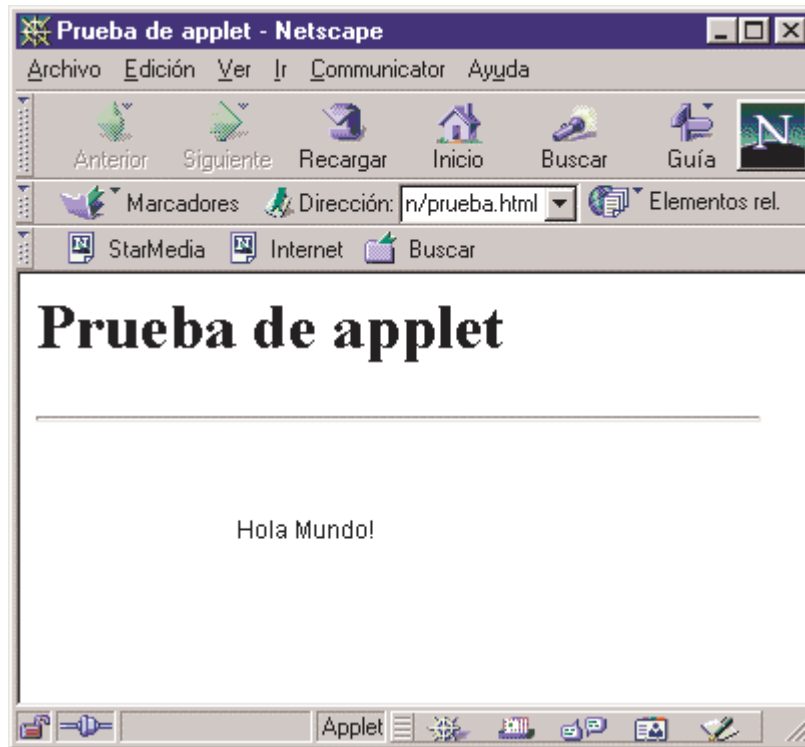 Prueba de applet - Netscape
Archivo Edición Ver Ir Communicator Ayuda
Anterior Siguiente Recargar Inicio Buscar Guía N
Marcadores Dirección: n/prueba.html Elementos rel.
StarMedia Internet Buscar
Prueba de applet
Hola Mundo!
Applet